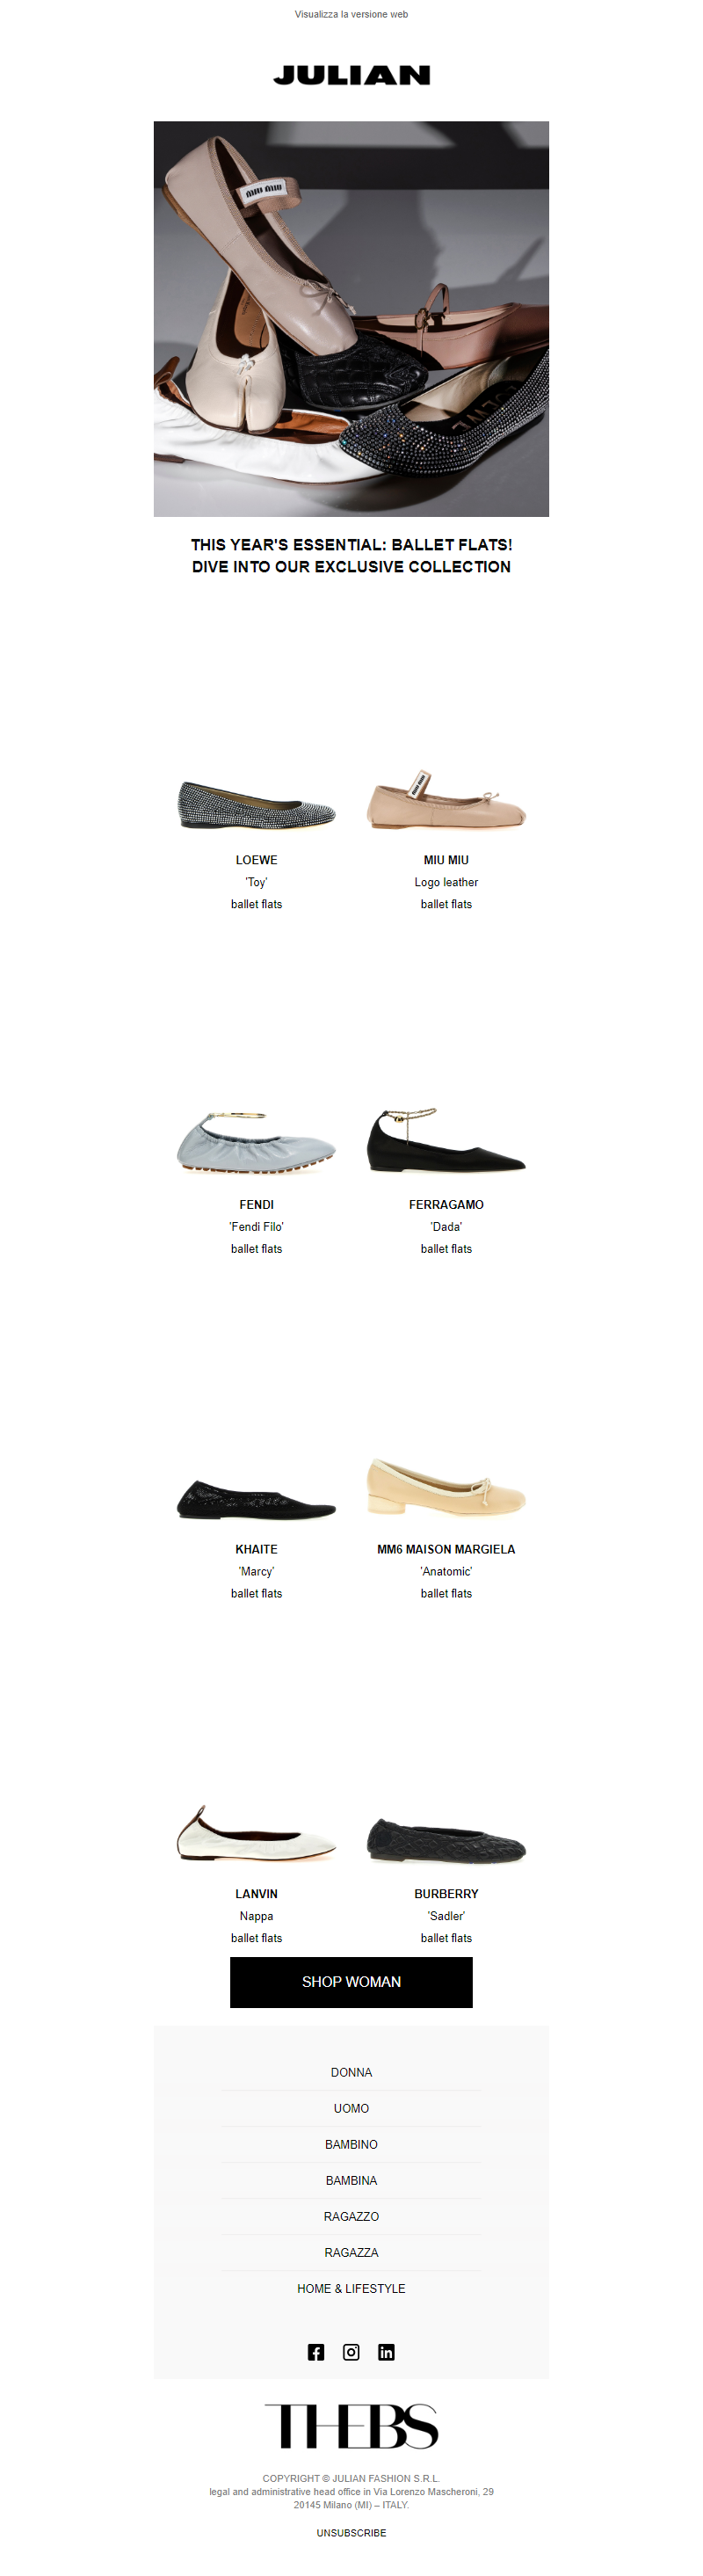 Visualizza la versione web
JULIAN
MIU MIU
THIS YEAR'S ESSENTIAL: BALLET FLATS!
DIVE INTO OUR EXCLUSIVE COLLECTION
MIU MIU
LOEWE
'Toy'
ballet flats
MIU MIU
Logo leather
ballet flats
FENDI
'Fendi Filo'
ballet flats
FERRAGAMO
'Dada'
ballet flats
KHAITE
'Marcy'
ballet flats
MM6 MAISON MARGIELA
'Anatomic'
ballet flats
LANVIN
Nappa
ballet flats
BURBERRY
'Sadler'
ballet flats
SHOP WOMAN
DONNA
UOMO
BAMBINO
BAMBINA
RAGAZZO
RAGAZZA
HOME & LIFESTYLE
THEBS
COPYRIGHT © JULIAN FASHION S.R.L.
legal and administrative head office in Via Lorenzo Mascheroni, 29
20145 Milano (MI) – ITALY.
UNSUBSCRIBE